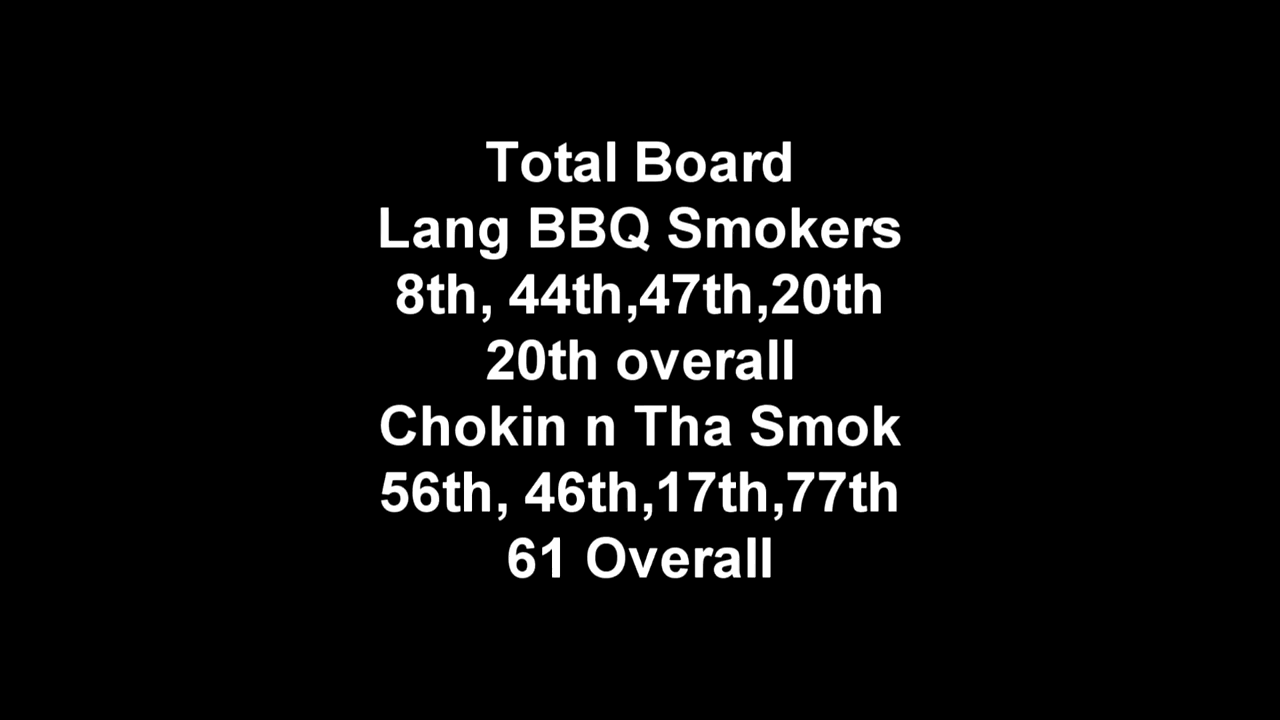 Total Board
Lang BBQ Smokers
8th, 44th,47th,20th
20th overall
Chokin n Tha Smok
56th, 46th,17th,77th
61 Overall